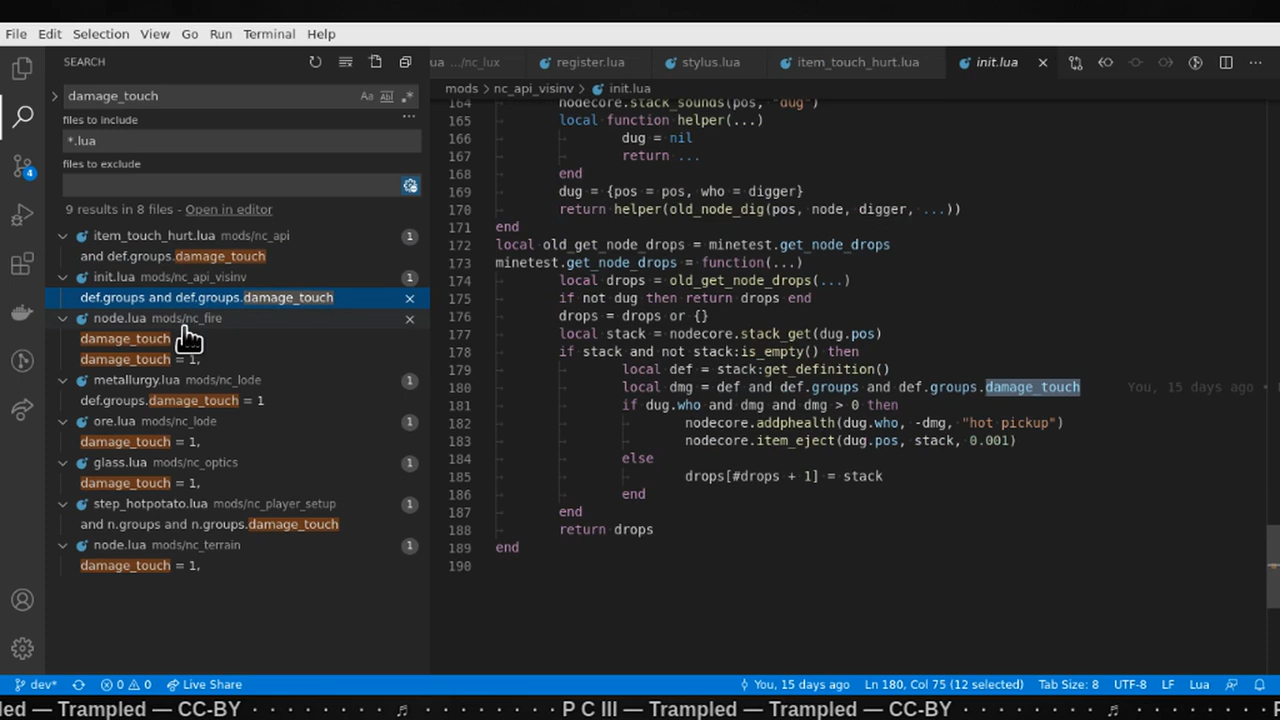 File Edit Selection View Go Run Terminal Help
SEARCH
ua .../nc_lux register.lua stylus.lua item_touch_hurt.lua init.lua
damage_touch Aa Abl .*
mods > nc_api_visinv > init.lua
files to include ...
*.lua
files to exclude
4
9 results in 8 files - Open in editor
item_touch_hurt.lua mods/nc_api 1
and def.groups.damage_touch
init.lua mods/nc_api_visinv 1
def.groups and def.groups.damage_touch
node.lua mods/nc_fire
damage_touch
damage_touch = 1,
metallurgy.lua mods/nc_lode 1
def.groups.damage_touch = 1
ore.lua mods/nc_lode 1
damage_touch = 1,
glass.lua mods/nc_optics 1
damage_touch = 1,
step_hotpotato.lua mods/nc_player_setup 1
and n.groups and n.groups.damage_touch
node.lua mods/nc_terrain 1
damage_touch = 1,
164 nodecore.stack_sounds(pos, "dug")
165 local function helper(...)
166 dug = nil
167 return ...
168 end
169 dug = {pos = pos, who = digger}
170 return helper(old_node_dig(pos, node, digger, ...))
171 end
172 local old_get_node_drops = minetest.get_node_drops
173 minetest.get_node_drops = function(...)
174 local drops = old_get_node_drops(...)
175 if not dug then return drops end
176 drops = drops or {}
177 local stack = nodecore.stack_get(dug.pos)
178 if stack and not stack:is_empty() then
179 local def = stack:get_definition()
180 local dmg = def and def.groups and def.groups.damage_touch You, 15 days ago •
181 if dug.who and dmg and dmg > 0 then
182 nodecore.addphealth(dug.who, -dmg, "hot pickup")
183 nodecore.item_eject(dug.pos, stack, 0.001)
184 else
185 drops[#drops + 1] = stack
186 end
187 end
188 return drops
189 end
190
dev* 0 0 Live Share You, 15 days ago Ln 180, Col 75 (12 selected) Tab Size: 8 UTF-8 LF Lua
led — Trampled — CC-BY · · · · · · · ♬ · · · · · · · P C III — Trampled — Trampled — CC-BY · · · · · · · ♬ · · · · · · · P